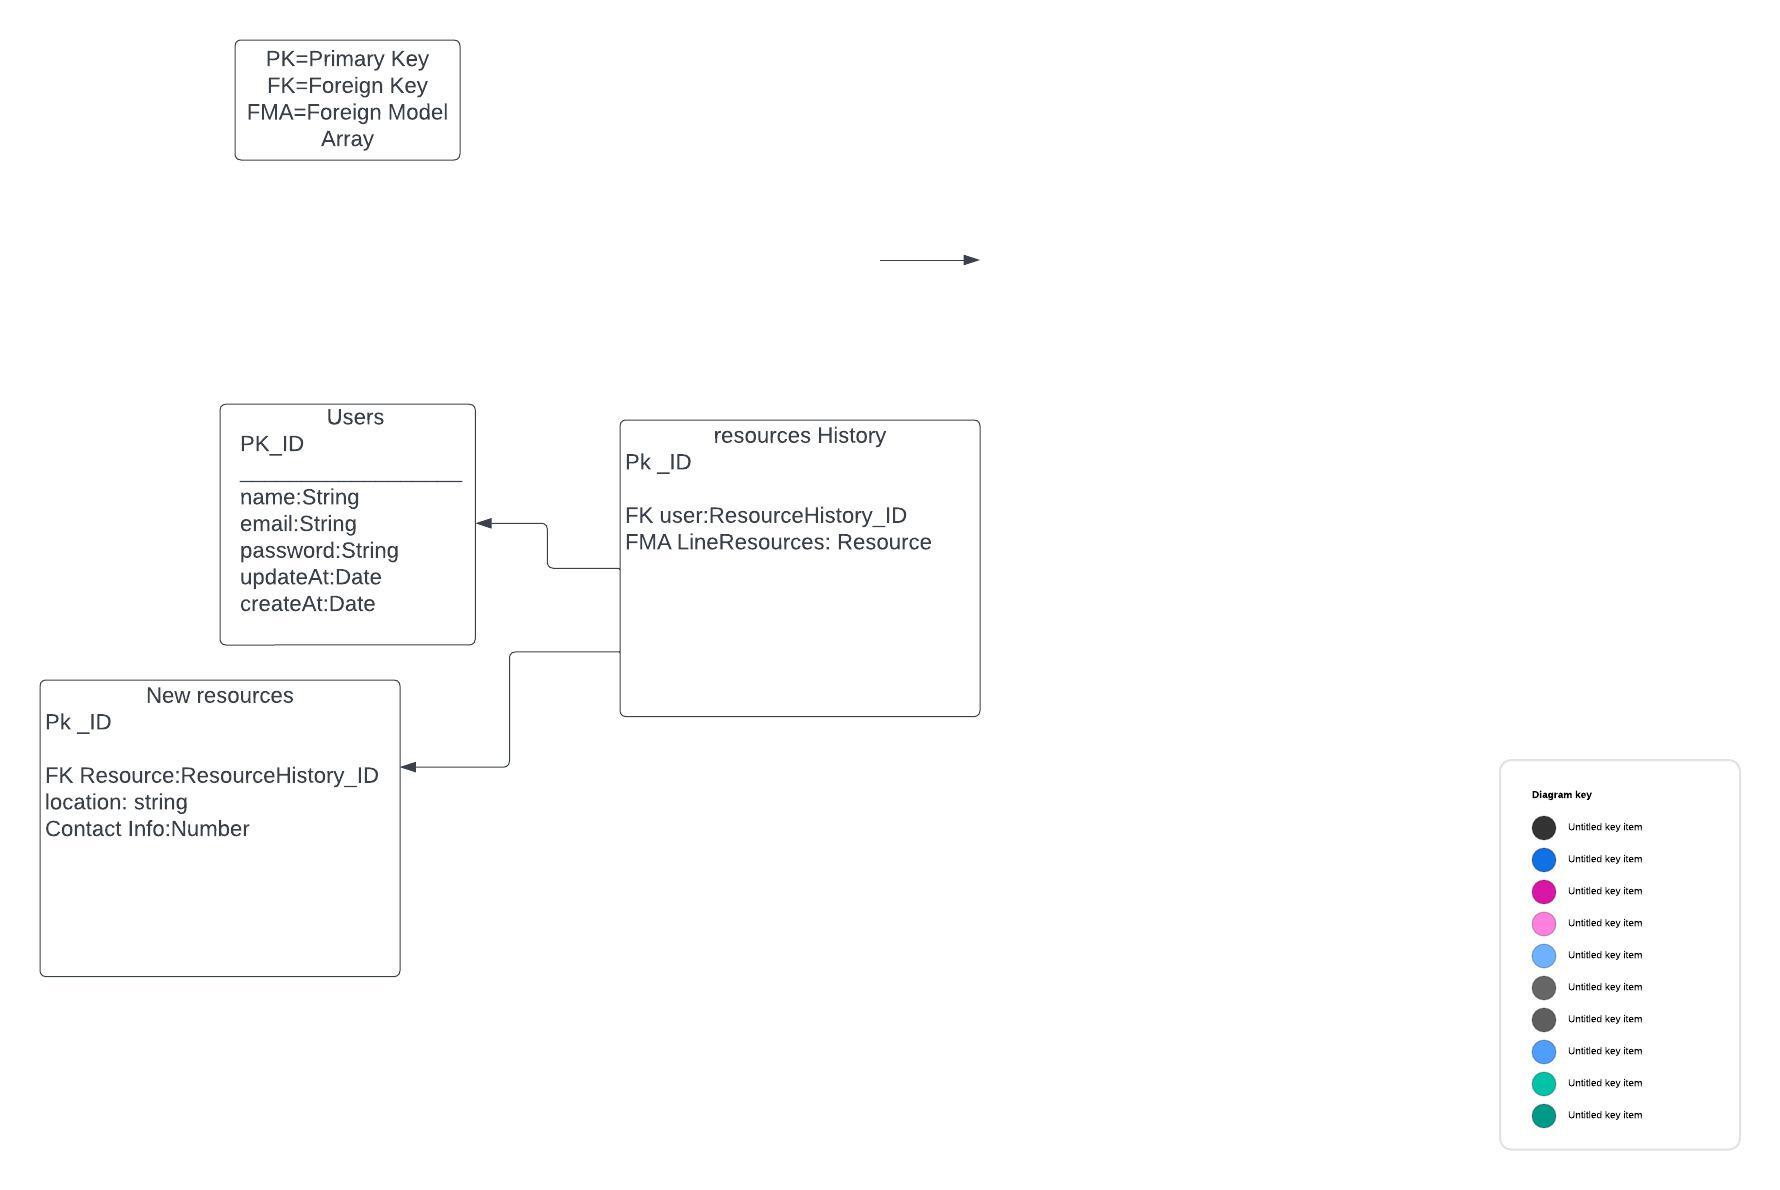 PK=Primary Key
FK=Foreign Key
FMA=Foreign Model
Array
Users
PK_ID
name:String
email:String
password:String
updateAt:Date
createAt:Date
resources History
Pk _ID
FK user:ResourceHistory_ID
FMA LineResources: Resource
New resources
Pk _ID
FK Resource:ResourceHistory_ID
location: string
Contact Info:Number
Diagram key
Untitled key item
Untitled key item
Untitled key item
Untitled key item
Untitled key item
Untitled key item
Untitled key item
Untitled key item
Untitled key item
Untitled key item